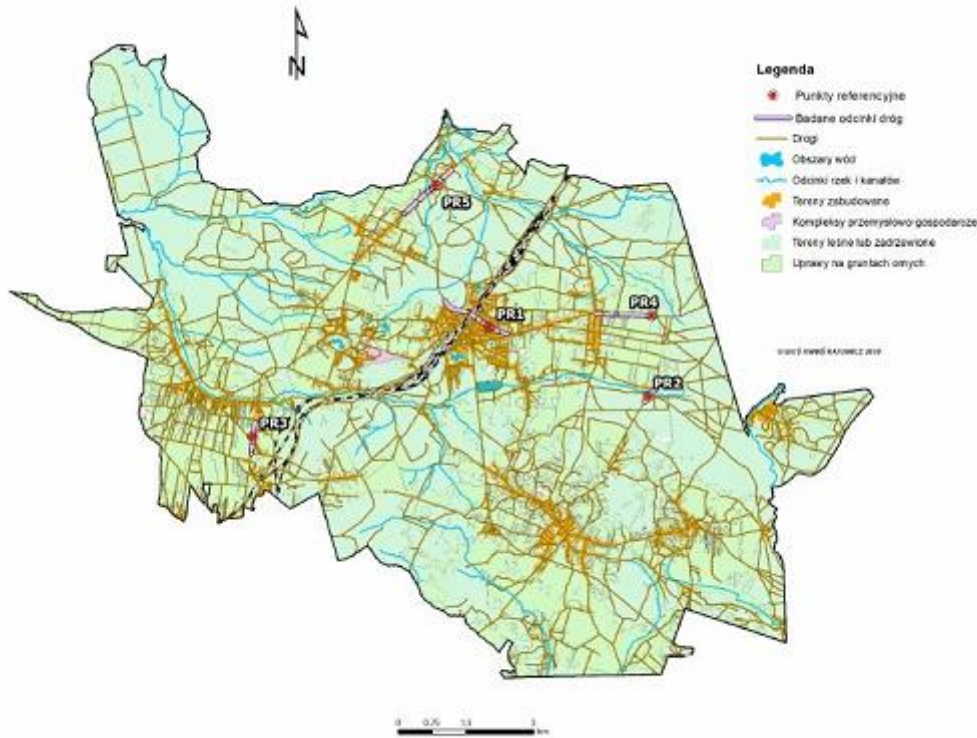 N
Legenda
Punkty referencyjne
Badane odcinki dróg
Drogi
Obszary wód
Odcinki rzek i kanałów
Tereny zabudowane
Kompleksy przemysłowo-gospodarcze
Tereny leśne lub zadrzewione
Uprawy na gruntach ornych
PR5
PR4
PR1
PR2
PR3
0 0,75 1,5 3
km